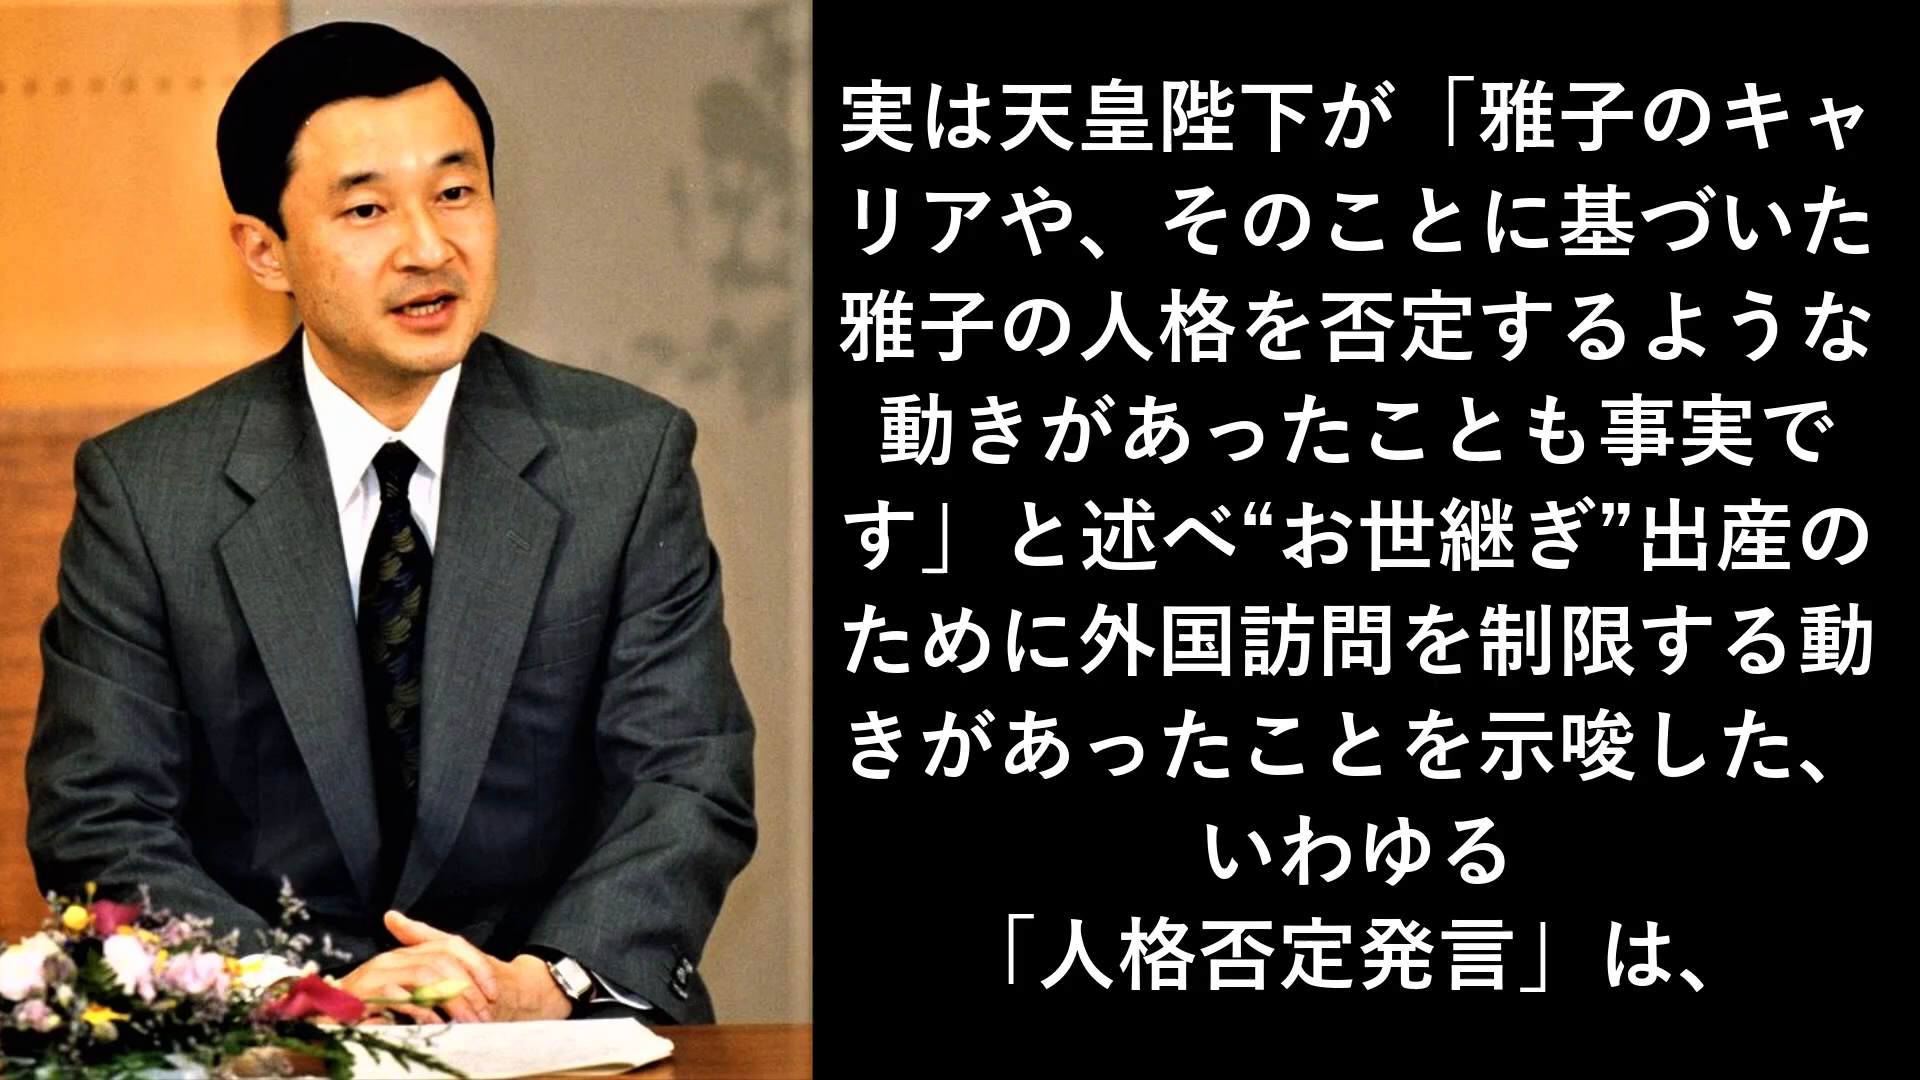 実は天皇陛下が「雅子のキャ
リアや、そのことに基づいた
雅子の人格を否定するような
動きがあったことも事実で
す」と述べ“お世継ぎ”出産の
ために外国訪問を制限する動
きがあったことを示唆した、
いわゆる
「人格否定発言」は、